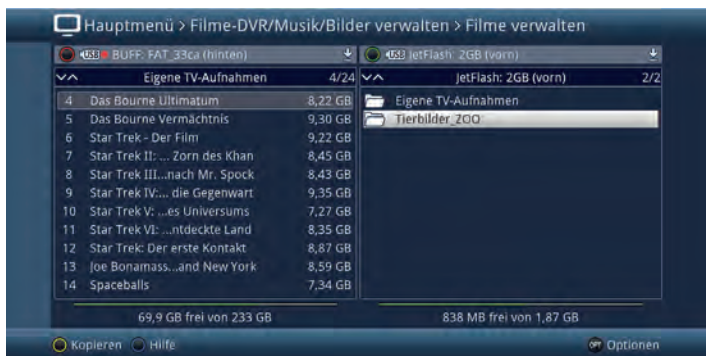 Hauptmenü > Filme-DVR/Musik/Bilder verwalten > Filme verwalten
USB BUFF: FAT_33ca (hinten)
Eigene TV-Aufnahmen 4/24
4 Das Bourne Ultimatum 8,22 GB
5 Das Bourne Vermächtnis 9,30 GB
6 Star Trek - Der Film 9,22 GB
7 Star Trek II: ... Zorn des Khan 8,45 GB
8 Star Trek III...nach Mr. Spock 8,43 GB
9 Star Trek IV:... die Gegenwart 9,35 GB
10 Star Trek V: ...es Universums 7,27 GB
11 Star Trek VI: ...ntdeckte Land 8,35 GB
12 Star Trek: Der erste Kontakt 8,87 GB
13 Joe Bonamass...and New York 8,59 GB
14 Spaceballs 7,34 GB
69,9 GB frei von 233 GB
USB JetFlash: 2GB (vorn)
JetFlash: 2GB (vorn) 2/2
Eigene TV-Aufnahmen
Tierbilder_ZOO
838 MB frei von 1,87 GB
Kopieren Hilfe
OPT Optionen